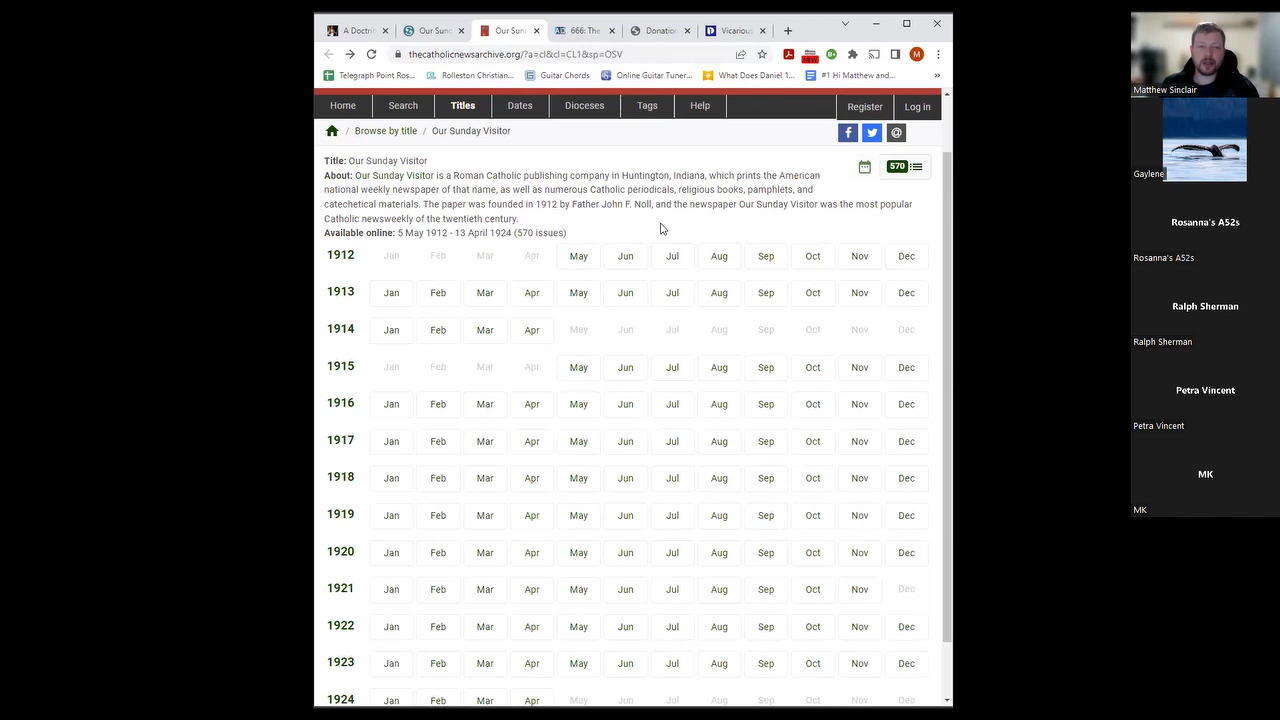 A Doctrin
Our Sund
Our Sun
666: The
Donation
Vicarious
thecatholicnewsarchive.org/?a=cl&cl=CL1&sp=OSV
Telegraph Point Ros...
Rolleston Christian...
Guitar Chords
Online Guitar Tuner...
What Does Daniel 1...
#1 Hi Matthew and...
Home Search Titles Dates Dioceses Tags Help Register Log in
/ Browse by title / Our Sunday Visitor
Title: Our Sunday Visitor
570
About: Our Sunday Visitor is a Roman Catholic publishing company in Huntington, Indiana, which prints the American
national weekly newspaper of that name, as well as numerous Catholic periodicals, religious books, pamphlets, and
catechetical materials. The paper was founded in 1912 by Father John F. Noll, and the newspaper Our Sunday Visitor was the most popular
Catholic newsweekly of the twentieth century.
Available online: 5 May 1912 - 13 April 1924 (570 issues)
1912 Jan Feb Mar Apr May Jun Jul Aug Sep Oct Nov Dec
1913 Jan Feb Mar Apr May Jun Jul Aug Sep Oct Nov Dec
1914 Jan Feb Mar Apr May Jun Jul Aug Sep Oct Nov Dec
1915 Jan Feb Mar Apr May Jun Jul Aug Sep Oct Nov Dec
1916 Jan Feb Mar Apr May Jun Jul Aug Sep Oct Nov Dec
1917 Jan Feb Mar Apr May Jun Jul Aug Sep Oct Nov Dec
1918 Jan Feb Mar Apr May Jun Jul Aug Sep Oct Nov Dec
1919 Jan Feb Mar Apr May Jun Jul Aug Sep Oct Nov Dec
1920 Jan Feb Mar Apr May Jun Jul Aug Sep Oct Nov Dec
1921 Jan Feb Mar Apr May Jun Jul Aug Sep Oct Nov Dec
1922 Jan Feb Mar Apr May Jun Jul Aug Sep Oct Nov Dec
1923 Jan Feb Mar Apr May Jun Jul Aug Sep Oct Nov Dec
1924 Jan Feb Mar Apr May Jun Jul Aug Sep Oct Nov Dec
Matthew Sinclair
Gaylene
Rosanna's A52s
Rosanna's A52s
Ralph Sherman
Ralph Sherman
Petra Vincent
Petra Vincent
MK
MK